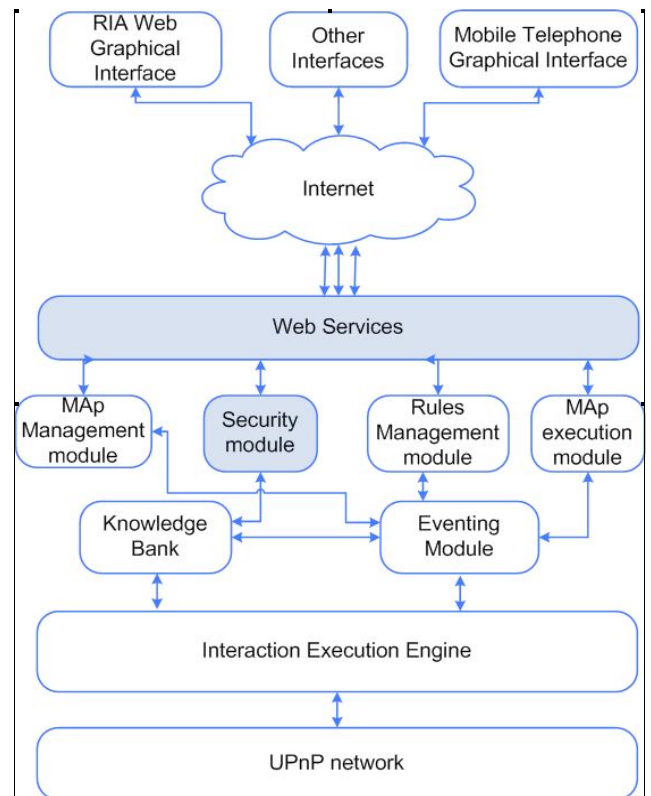 RIA Web
Graphical
Interface
Other
Interfaces
Mobile Telephone
Graphical Interface
Internet
Web Services
MAp
Management
module
Security
module
Rules
Management
module
MAp
execution
module
Knowledge
Bank
Eventing
Module
Interaction Execution Engine
UPnP network